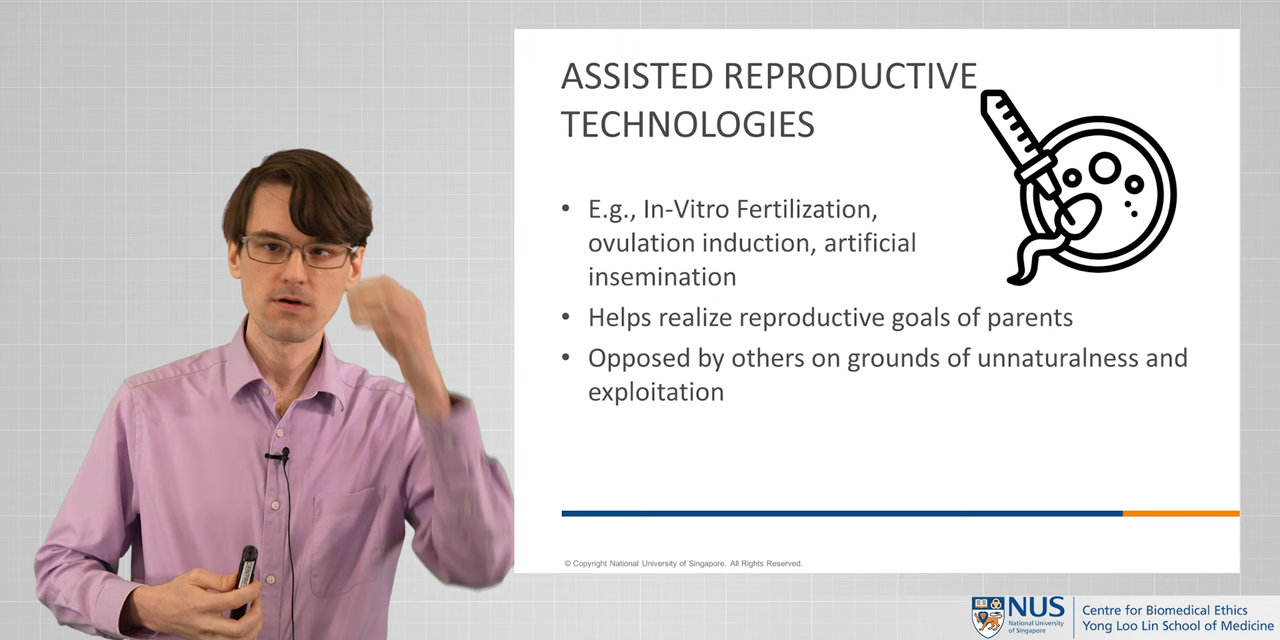 ASSISTED REPRODUCTIVE
TECHNOLOGIES
• E.g., In-Vitro Fertilization,
ovulation induction, artificial
insemination
• Helps realize reproductive goals of parents
• Opposed by others on grounds of unnaturalness and
exploitation
© Copyright National University of Singapore. All Rights Reserved.
NUS
National University
of Singapore
Centre for Biomedical Ethics
Yong Loo Lin School of Medicine